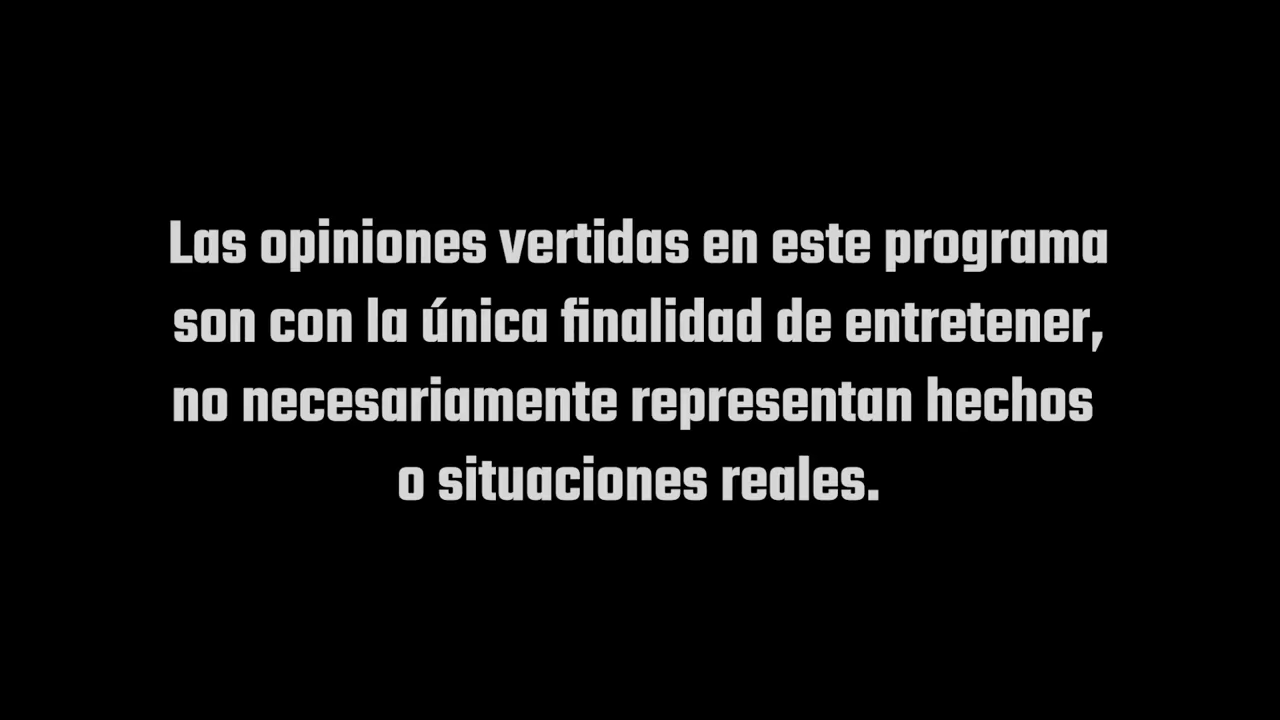 Las opiniones vertidas en este programa
son con la única finalidad de entretener,
no necesariamente representan hechos
o situaciones reales.